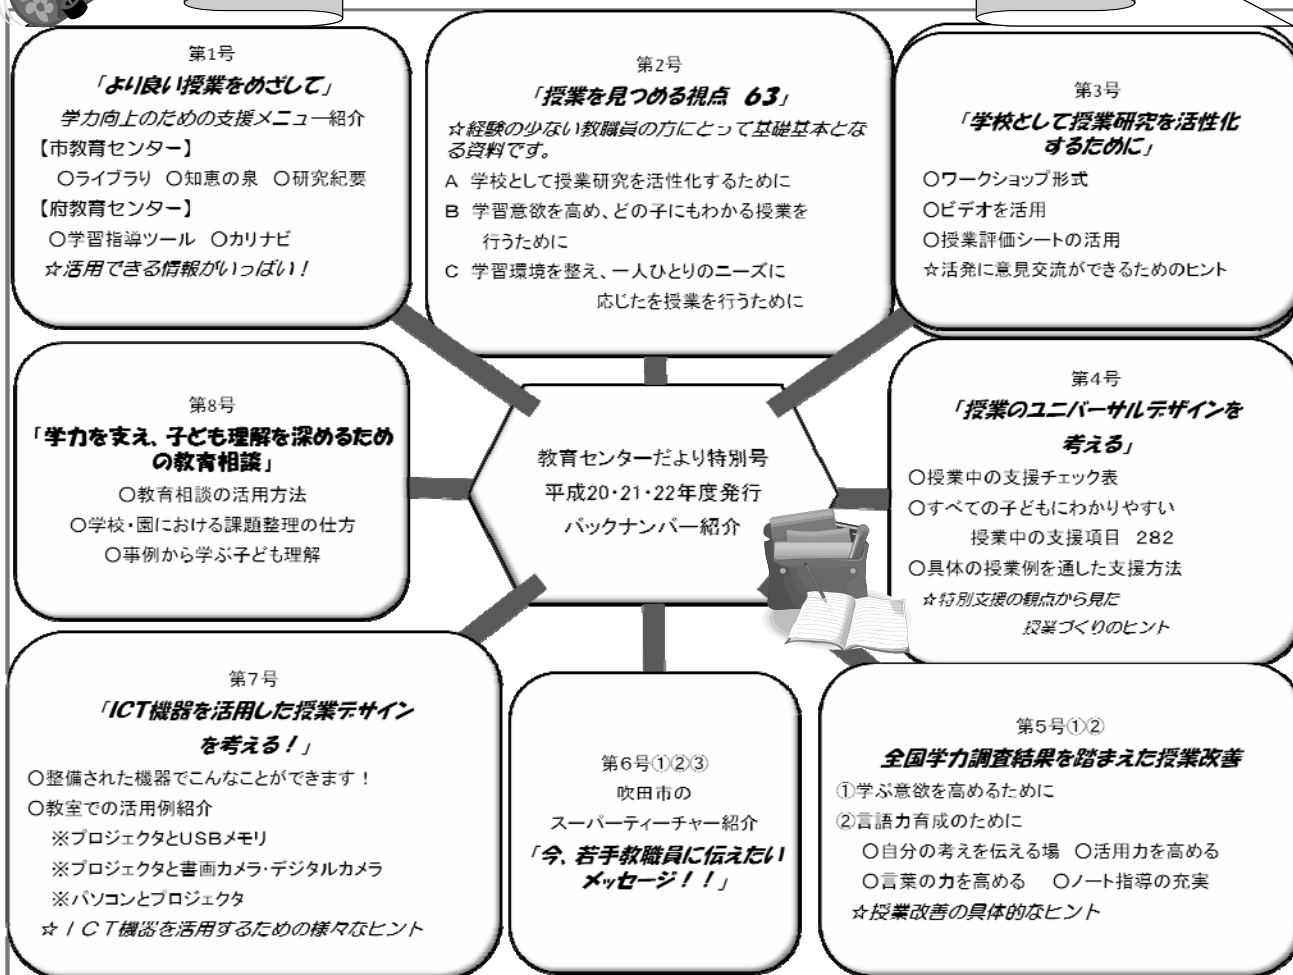 第1号
「より良い授業をめざして」
学力向上のための支援メニュー紹介
【市教育センター】
○ライブラり ○知恵の泉 ○研究紀要
【府教育センター】
○学習指導ツール ○カリナビ
☆活用できる情報がいっぱい！
第2号
「授業を見つめる視点 63」
☆経験の少ない教職員の方にとって基礎基本とな
る資料です。
A 学校として授業研究を活性化するために
B 学習意欲を高め、どの子にもわかる授業を
行うために
C 学習環境を整え、一人ひとりのニーズに
応じたを授業を行うために
第3号
「学校として授業研究を活性化
するために」
○ワークショップ形式
○ビデオを活用
○授業評価シートの活用
☆活発に意見交流ができるためのヒント
第8号
「学力を支え、子ども理解を深めるため
の教育相談」
○教育相談の活用方法
○学校・園における課題整理の仕方
○事例から学ぶ子ども理解
教育センターだより特別号
平成20・21・22年度発行
バックナンバー紹介
第4号
「授業のユニバーサルデザインを
考える」
○授業中の支援チェック表
○すべての子どもにわかりやすい
授業中の支援項目 282
○具体の授業例を通した支援方法
☆特別支援の観点から見た
授業づくりのヒント
第7号
「ICT機器を活用した授業デザイン
を考える！」
○整備された機器でこんなことができます！
○教室での活用例紹介
※プロジェクタとUSBメモリ
※プロジェクタと書画カメラ・デジタルカメラ
※パソコンとプロジェクタ
☆ＩＣＴ機器を活用するための様々なヒント
第6号①②③
吹田市の
スーパーティーチャー紹介
「今、若手教職員に伝えたい
メッセージ！！」
第5号①②
全国学力調査結果を踏まえた授業改善
①学ぶ意欲を高めるために
②言語力育成のために
○自分の考えを伝える場 ○活用力を高める
○言葉の力を高める ○ノート指導の充実
☆授業改善の具体的なヒント